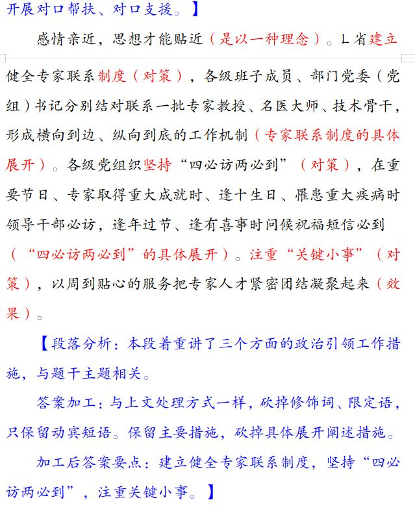 开展对口帮扶、对口支援。】
感情亲近，思想才能贴近（是以一种理念）。L 省建立
健全专家联系制度（对策），各级班子成员、部门党委（党
组）书记分别结对联系一批专家教授、名医大师、技术骨干，
形成横向到边、纵向到底的工作机制（专家联系制度的具体
展开）。各级党组织坚持“四必访两必到”（对策），在重
要节日、专家取得重大成就时、逢十生日、罹患重大疾病时
领导干部必访，逢年过节、逢有喜事时问候祝福短信必到
（“四必访两必到”的具体展开）。注重“关键小事”（对
策），以周到贴心的服务把专家人才紧密团结凝聚起来（效
果）。
【段落分析：本段着重讲了三个方面的政治引领工作措
施，与题干主题相关。
答案加工：与上文处理方式一样，砍掉修饰词、限定语，
只保留动宾短语。保留主要措施，砍掉具体展开阐述措施。
加工后答案要点：建立健全专家联系制度，坚持“四必
访两必到”，注重关键小事。】